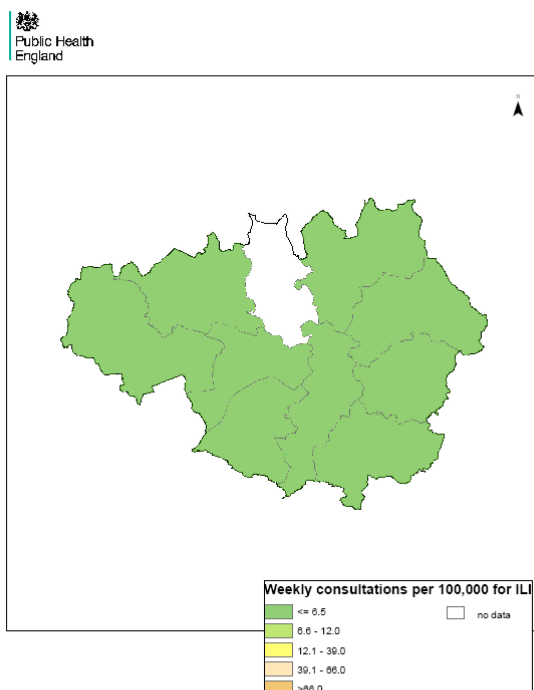 Public Health
England
N
Weekly consultations per 100,000 for ILI
<= 6.5
no data
6.6 - 12.0
12.1 - 39.0
39.1 - 66.0
>66.0